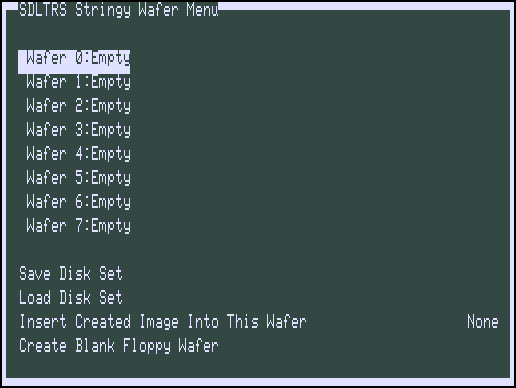 SDLTRS Stringy Wafer Menu
Wafer 0:Empty
Wafer 1:Empty
Wafer 2:Empty
Wafer 3:Empty
Wafer 4:Empty
Wafer 5:Empty
Wafer 6:Empty
Wafer 7:Empty
Save Disk Set
Load Disk Set
Insert Created Image Into This Wafer None
Create Blank Floppy Wafer